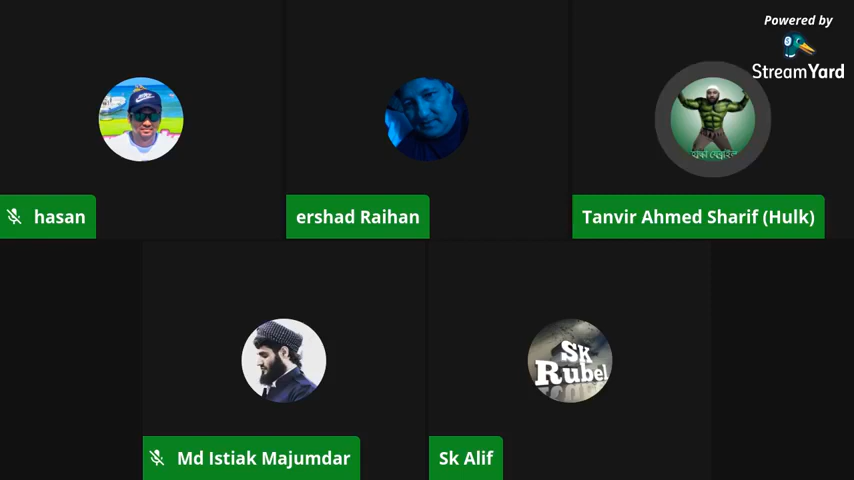 Powered by
StreamYard
hasan
ershad Raihan
Tanvir Ahmed Sharif (Hulk)
Sk
Rubel
Md Istiak Majumdar
Sk Alif